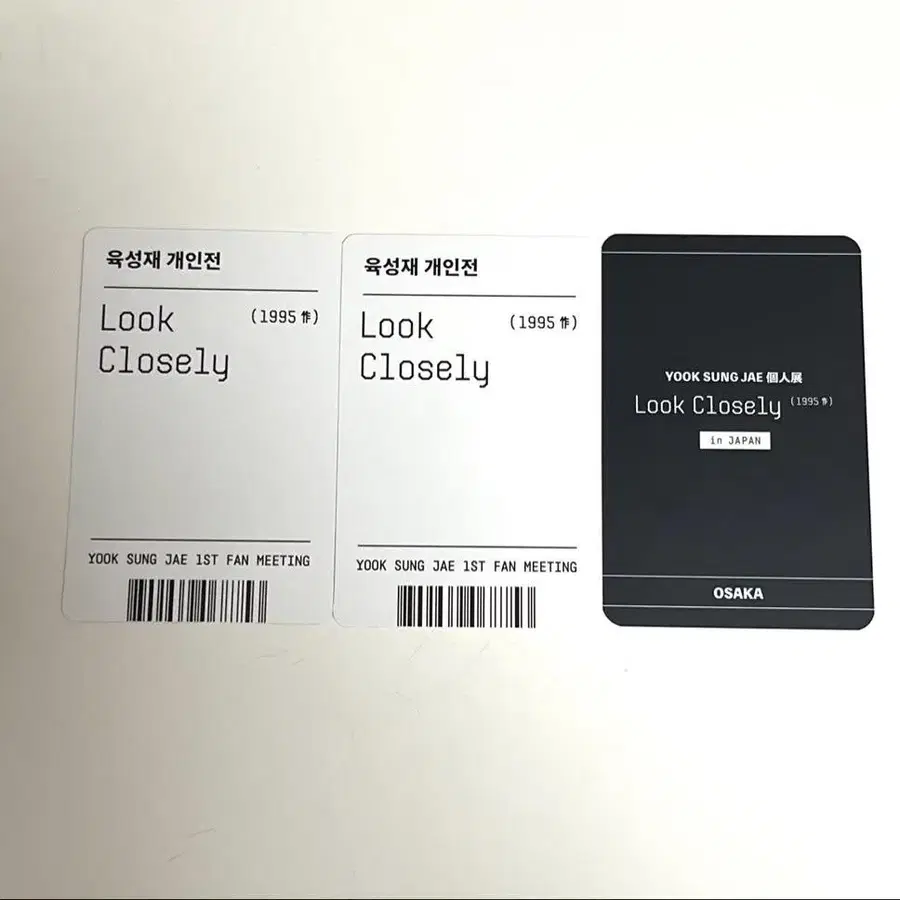 육성재 개인전
Look (1995 作)
Closely
YOOK SUNG JAE 1ST FAN MEETING
육성재 개인전
Look (1995 作)
Closely
YOOK SUNG JAE 1ST FAN MEETING
YOOK SUNG JAE 個人展
Look Closely (1995 作)
in JAPAN
OSAKA